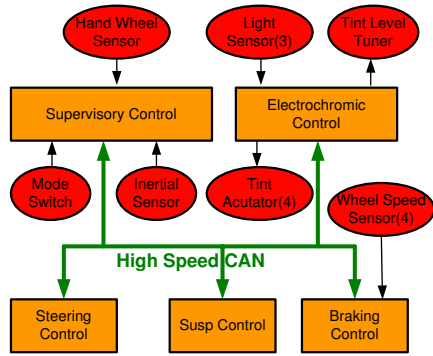 Hand Wheel
Sensor
Light
Sensor(3)
Tint Level
Tuner
Supervisory Control
Electrochromic
Control
Mode
Switch
Inertial
Sensor
Tint
Acutator(4)
Wheel Speed
Sensor(4)
High Speed CAN
Steering
Control
Susp Control
Braking
Control